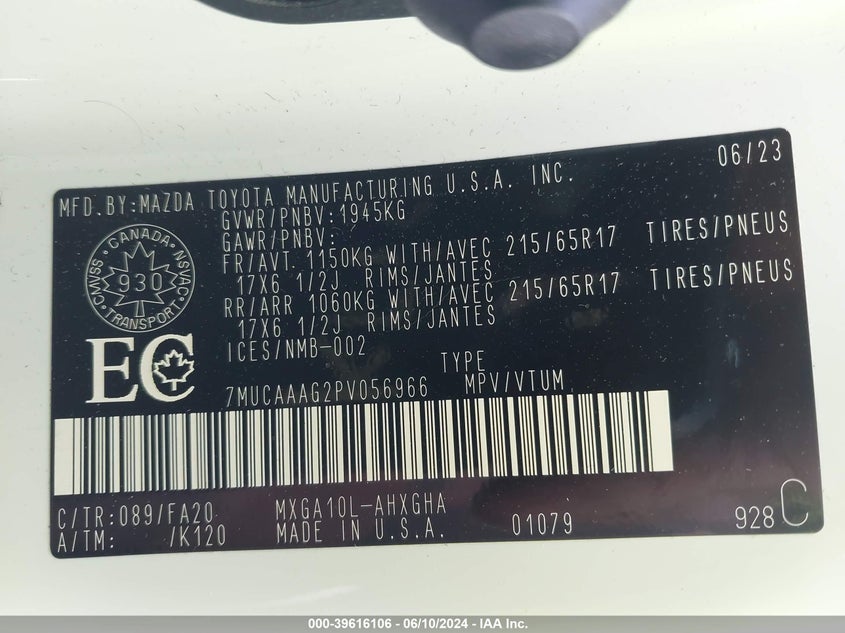 06/23
MFD.BY:MAZDA TOYOTA MANUFACTURING U.S.A. INC.
GVWR/PNBV:1945KG
GAWR/PNBV:
FR/AVT 1150KG WITH/AVEC 215/65R17 TIRES/PNEUS
17X6 1/2J RIMS/JANTES
RR/ARR 1060KG WITH/AVEC 215/65R17 TIRES/PNEUS
17X6 1/2J RIMS/JANTES
ICES/NMB-002
CANADA
CMVSS
NSVAC
930
TRANSPORT
EC
TYPE
7MUCAAAG2PV056966 MPV/VTUM
C/TR:089/FA20 MXGA10L-AHXGHA
A/TM: /K120 MADE IN U.S.A. 01079 928 C
000-39616106 - 06/10/2024 - IAA Inc.